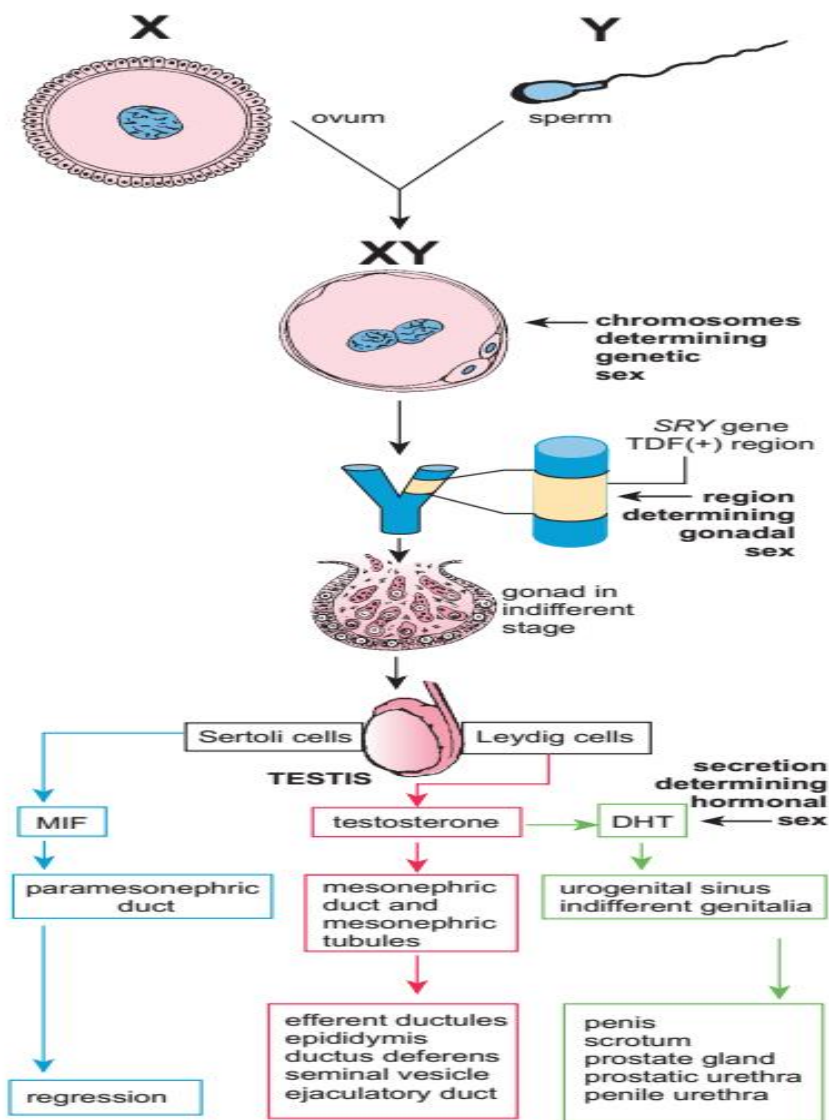 X
Y
ovum
sperm
XY
chromosomes
determining
genetic
sex
SRY gene
TDF(+) region
region
determining
gonadal
sex
gonad in
indifferent
stage
Sertoli cells
Leydig cells
TESTIS
secretion
determining
hormonal
sex
MIF
testosterone
DHT
paramesonephric
duct
mesonephric
duct and
mesonephric
tubules
urogenital sinus
indifferent genitalia
regression
efferent ductules
epididymis
ductus deferens
seminal vesicle
ejaculatory duct
penis
scrotum
prostate gland
prostatic urethra
penile urethra